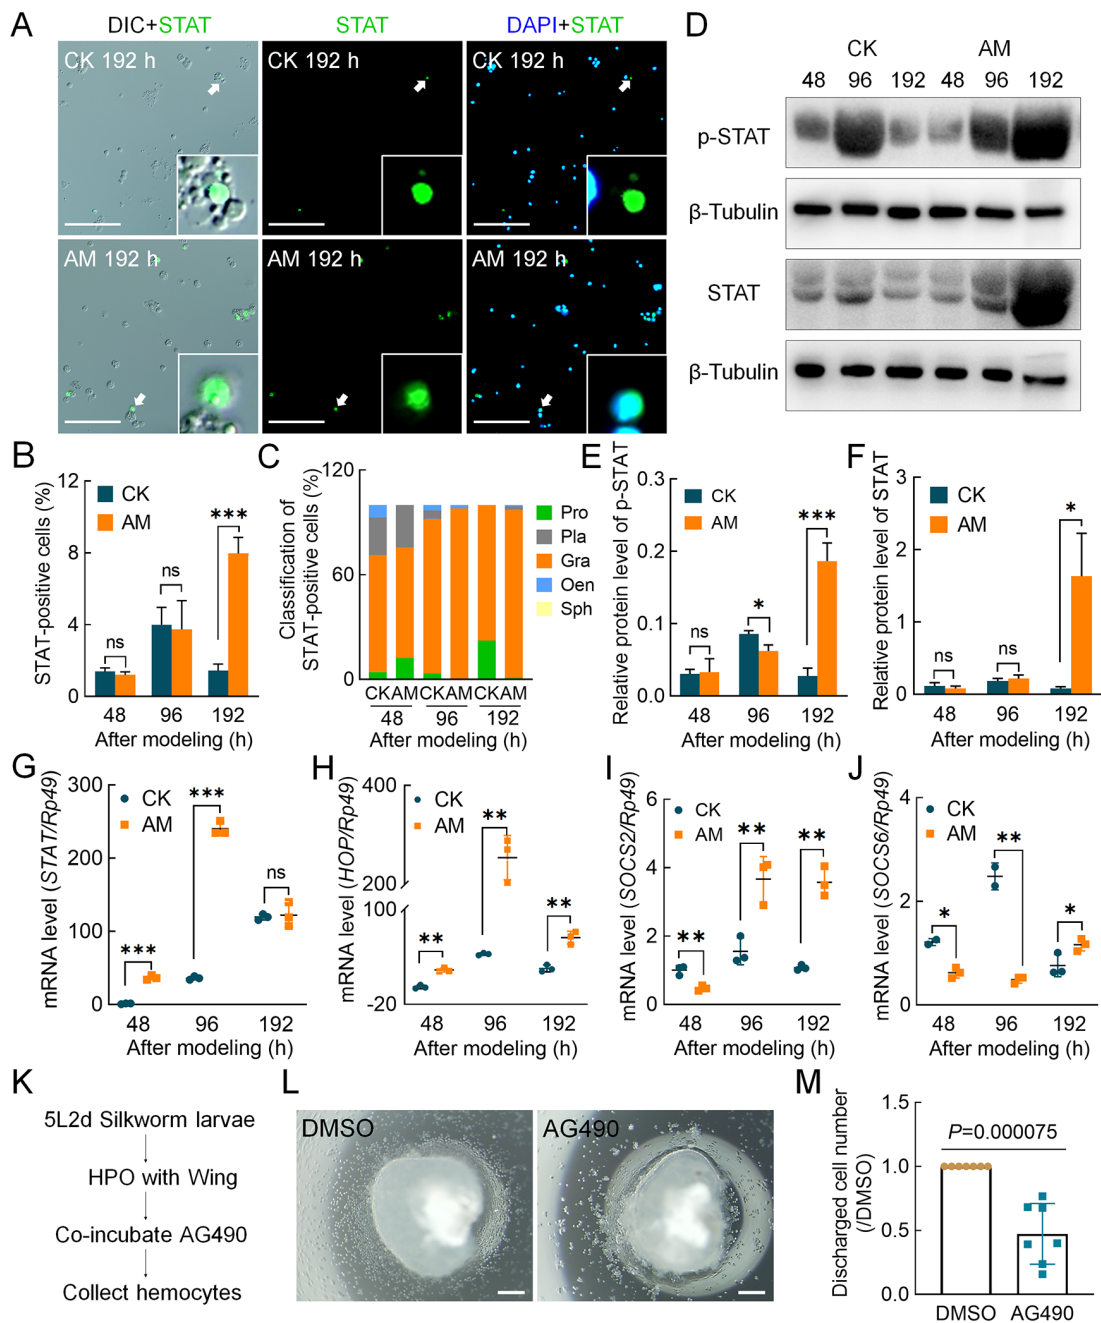 A
DIC+STAT
STAT
DAPI+STAT
CK 192 h
CK 192 h
CK 192 h
AM 192 h
AM 192 h
AM 192 h
D
CK
AM
48 96 192 48 96 192
p-STAT
β-Tubulin
STAT
β-Tubulin
B
STAT-positive cells (%)
12
8
4
0
CK
AM
ns
ns
***
48 96 192
After modeling (h)
C
Classification of
STAT-positive cells (%)
120
60
0
Pro
Pla
Gra
Oen
Sph
CKAM CKAM CKAM
48 96 192
After modeling (h)
E
Relative protein level of p-STAT
0.3
0.2
0.1
0.0
CK
AM
ns
*
***
48 96 192
After modeling (h)
F
Relative protein level of STAT
3
2
1
0
CK
AM
ns
ns
*
48 96 192
After modeling (h)
G
mRNA level (STAT/Rp49)
300
200
100
0
CK
AM
***
***
ns
48 96 192
After modeling (h)
H
mRNA level (HOP/Rp49)
400
200
100
-20
CK
AM
**
**
**
48 96 192
After modeling (h)
I
mRNA level (SOCS2/Rp49)
6
4
2
0
CK
AM
**
**
**
48 96 192
After modeling (h)
J
mRNA level (SOCS6/Rp49)
4
2
0
CK
AM
*
**
*
48 96 192
After modeling (h)
K
5L2d Silkworm larvae
HPO with Wing
Co-incubate AG490
Collect hemocytes
L
DMSO
AG490
M
Discharged cell number
(/DMSO)
1.5
1.0
0.5
0.0
P=0.000075
DMSO AG490